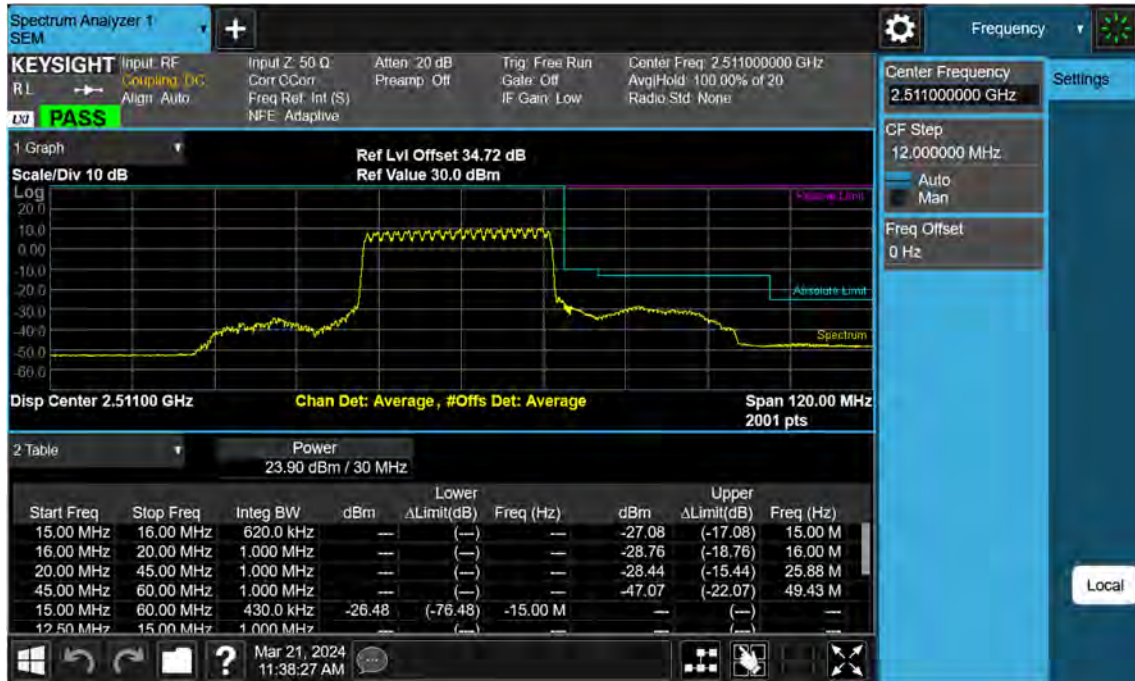 Spectrum Analyzer 1
SEM
+
Frequency
KEYSIGHT
RL
LXI PASS
Input: RF
Coupling: DC
Align: Auto
Input Z: 50 Ω
Corr CCorr
Freq Ref: Int (S)
NFE: Adaptive
Atten: 20 dB
Preamp: Off
Trig: Free Run
Gate: Off
IF Gain: Low
Center Freq: 2.511000000 GHz
Avg|Hold: 100.00% of 20
Radio Std: None
Center Frequency
2.511000000 GHz
Settings
CF Step
12.000000 MHz
Auto
Man
Freq Offset
0 Hz
1 Graph
Scale/Div 10 dB
Ref Lvl Offset 34.72 dB
Ref Value 30.0 dBm
Log
20.0
10.0
0.00
-10.0
-20.0
-30.0
-40.0
-50.0
-60.0
Relative Limit
Absolute Limit
Spectrum
Disp Center 2.51100 GHz
Chan Det: Average, #Offs Det: Average
Span 120.00 MHz
2001 pts
2 Table
Power
23.90 dBm / 30 MHz
Lower Upper
Start Freq Stop Freq Integ BW dBm ΔLimit(dB) Freq (Hz) dBm ΔLimit(dB) Freq (Hz)
15.00 MHz 16.00 MHz 620.0 kHz --- (---) --- -27.08 (-17.08) 15.00 M
16.00 MHz 20.00 MHz 1.000 MHz --- (---) --- -28.76 (-18.76) 16.00 M
20.00 MHz 45.00 MHz 1.000 MHz --- (---) --- -28.44 (-15.44) 25.88 M
45.00 MHz 60.00 MHz 1.000 MHz --- (---) --- -47.07 (-22.07) 49.43 M
15.00 MHz 60.00 MHz 430.0 kHz -26.48 (-76.48) -15.00 M --- (---) ---
12.50 MHz 15.00 MHz 1.000 MHz --- (---) --- --- (---) ---
Local
?
Mar 21, 2024
11:38:27 AM